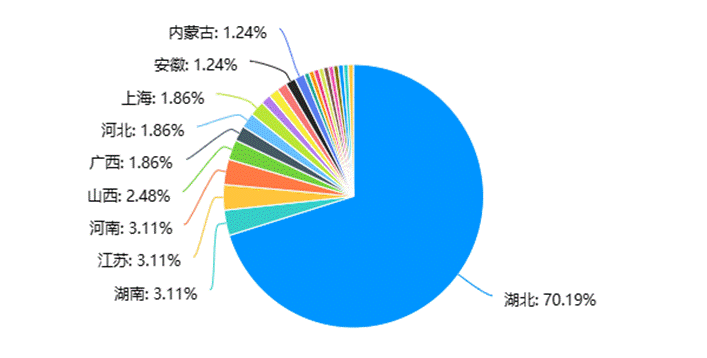 内蒙古: 1.24%
安徽: 1.24%
上海: 1.86%
河北: 1.86%
广西: 1.86%
山西: 2.48%
河南: 3.11%
江苏: 3.11%
湖南: 3.11%
湖北: 70.19%